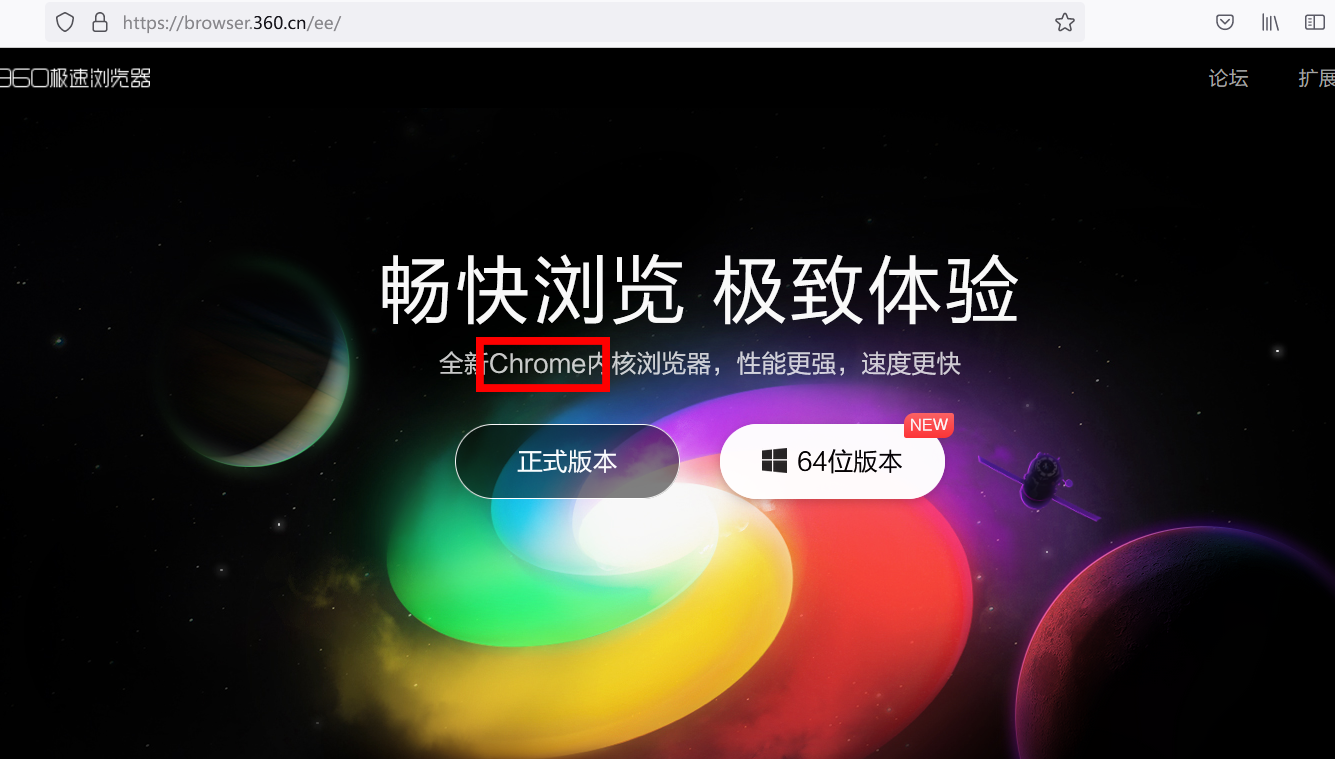 https://browser.360.cn/ee/
360极速浏览器
论坛
扩展
畅快浏览 极致体验
全新Chrome内核浏览器，性能更强，速度更快
正式版本
64位版本
NEW